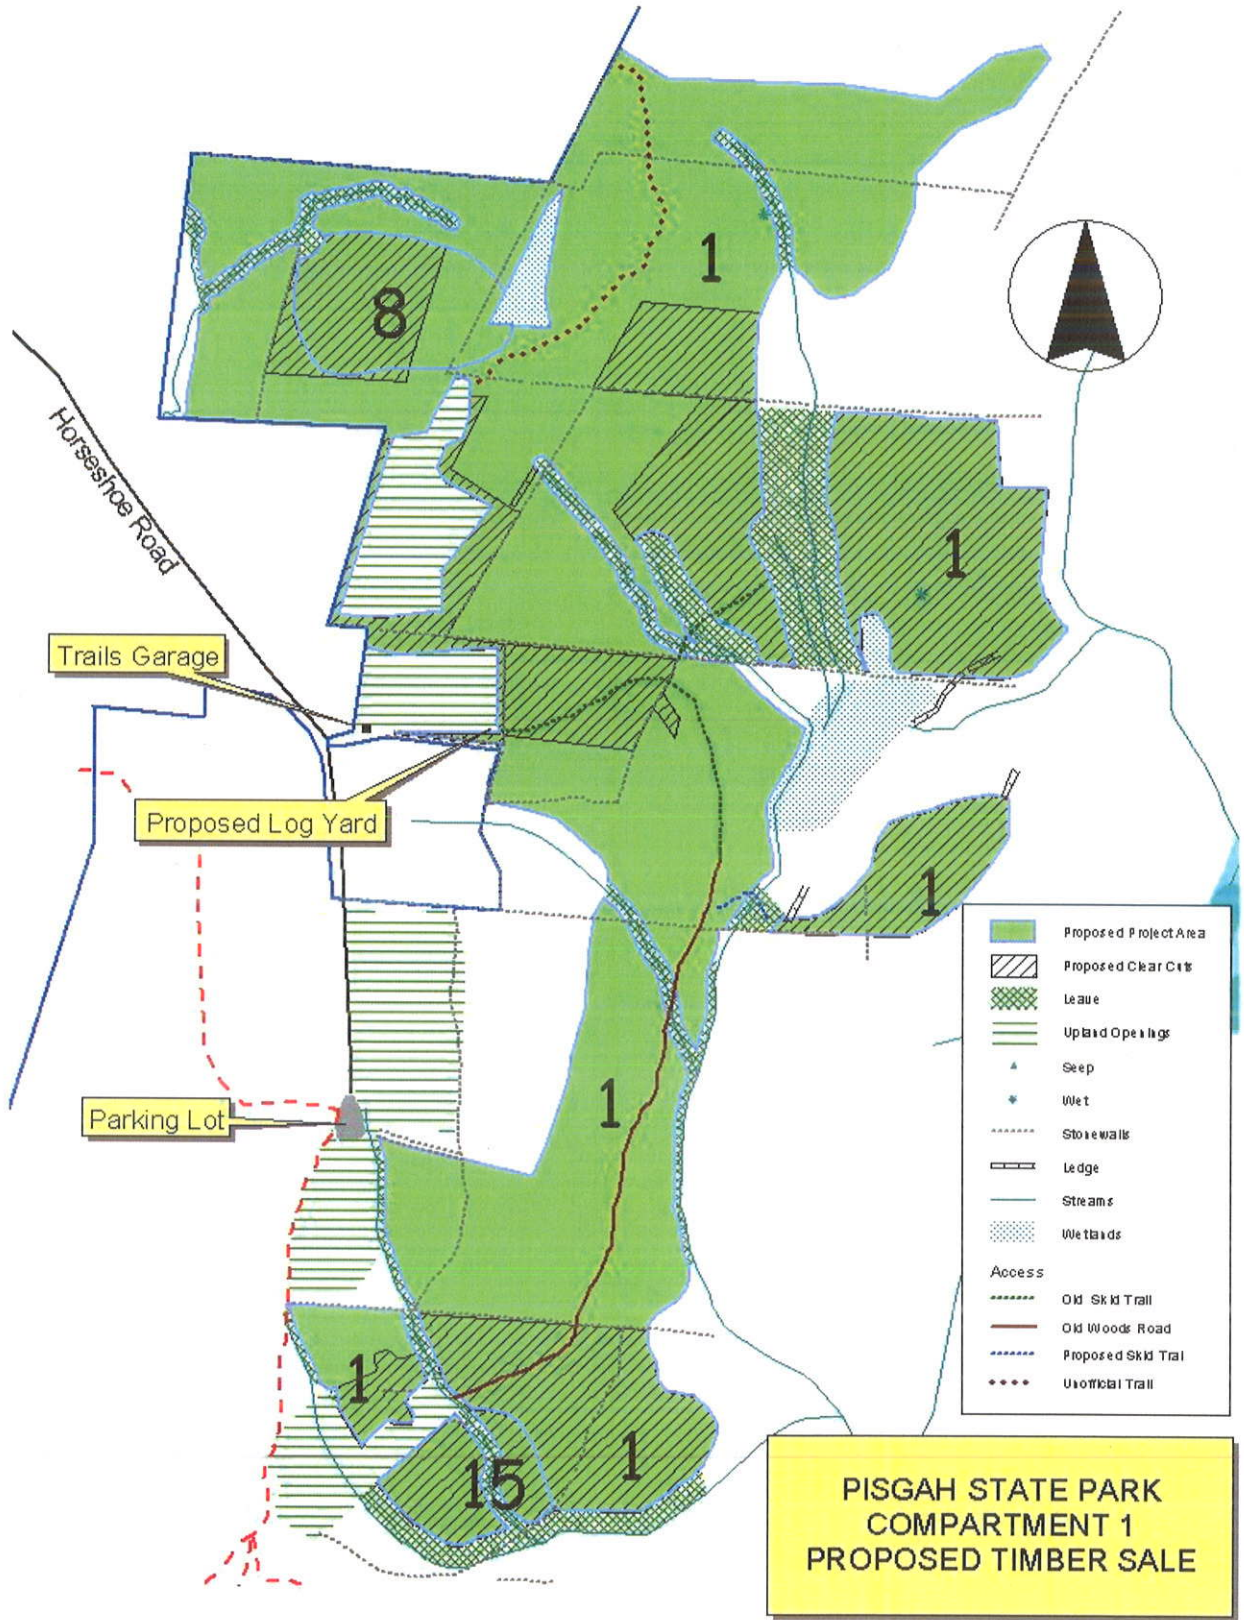 1
8
Horseshoe Road
1
Trails Garage
Proposed Log Yard
1
Proposed Project Area
Proposed Clear Cuts
Leave
Upland Openings
Seep
Wet
Stonewalls
Ledge
Streams
Wetlands
Access
Old Skid Trail
Old Woods Road
Proposed Skid Trail
Unofficial Trail
1
Parking Lot
1
1
15
PISGAH STATE PARK
COMPARTMENT 1
PROPOSED TIMBER SALE